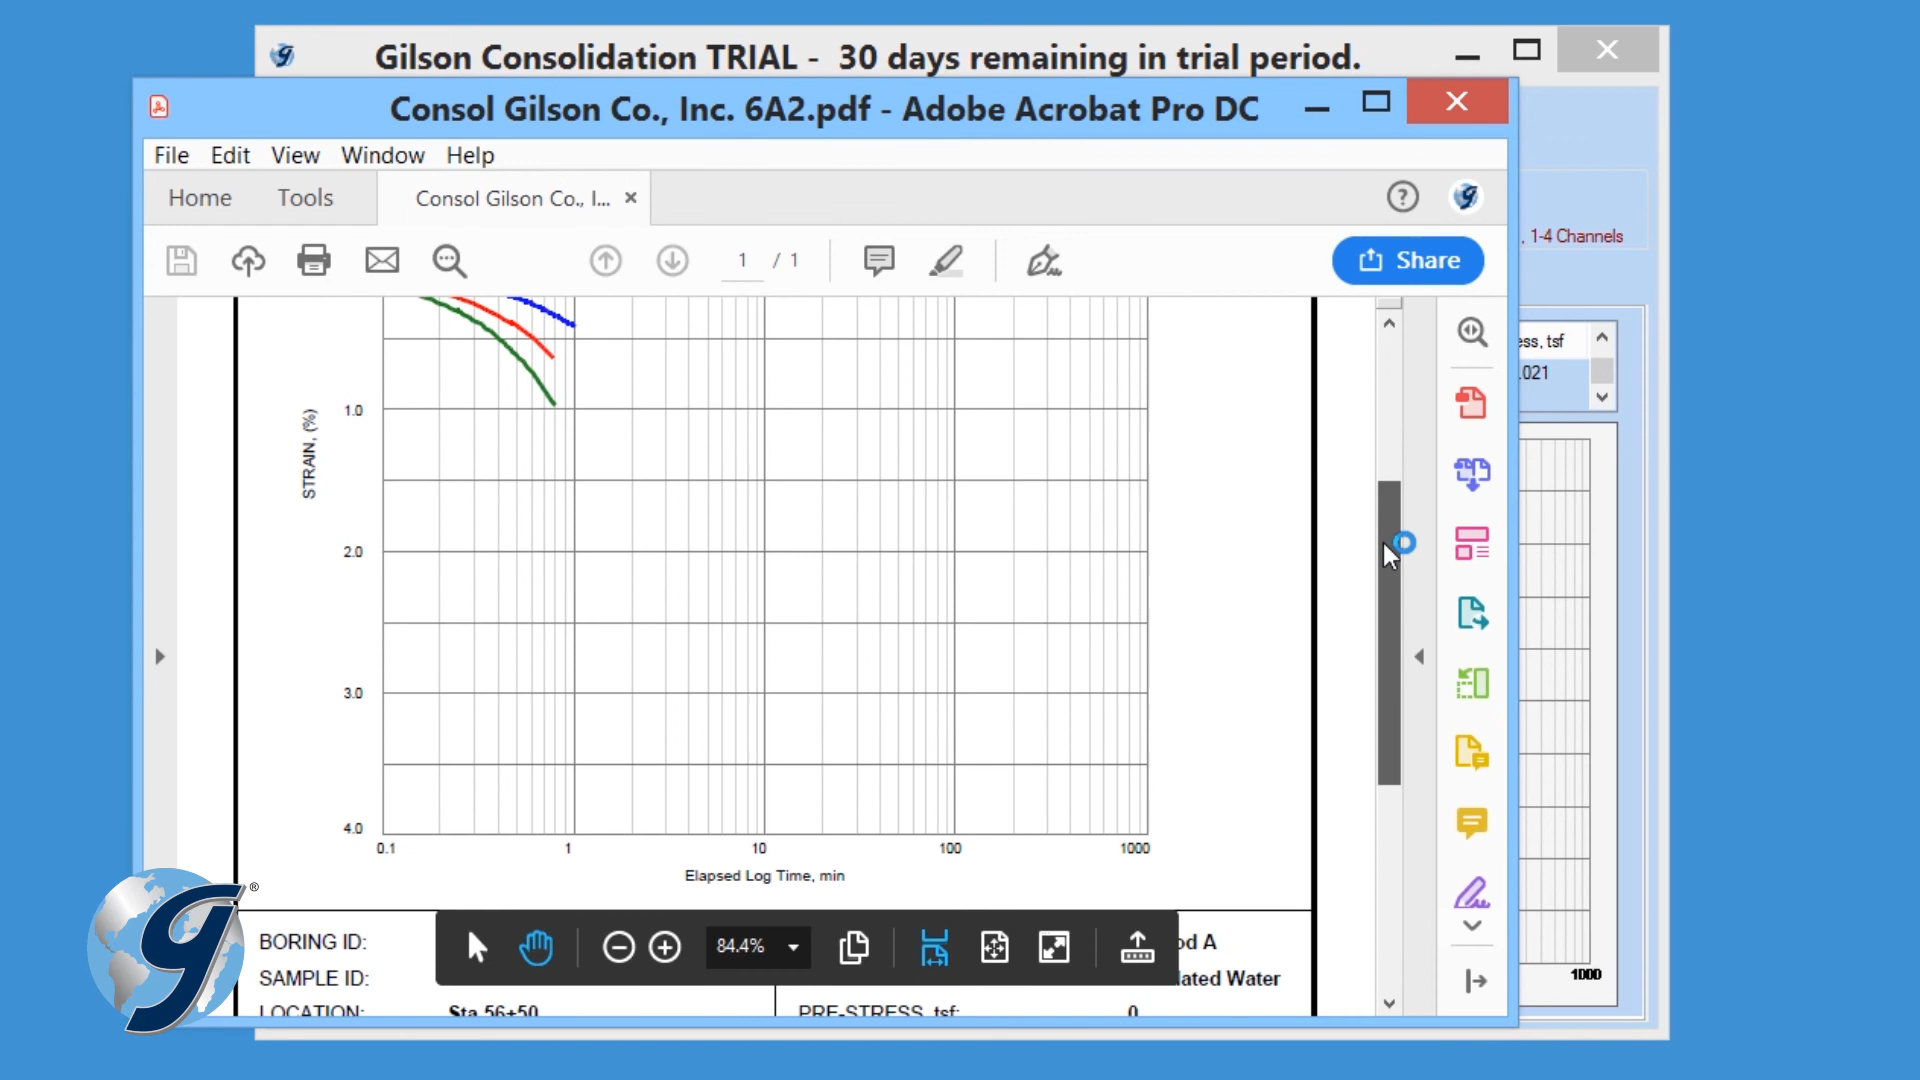 Gilson Consolidation TRIAL - 30 days remaining in trial period.
Consol Gilson Co., Inc. 6A2.pdf - Adobe Acrobat Pro DC
File Edit View Window Help
Home Tools Consol Gilson Co., I... ×
, 1-4 Channels
1 / 1
Share
ess, tsf
.021
STRAIN, (%)
1.0
2.0
3.0
4.0
0.1 1 10 100 1000
Elapsed Log Time, min
BORING ID:
od A
84.4%
SAMPLE ID:
lated Water
LOCATION: Sta 56+50 PRE-STRESS, tsf: 0
1000
g ®